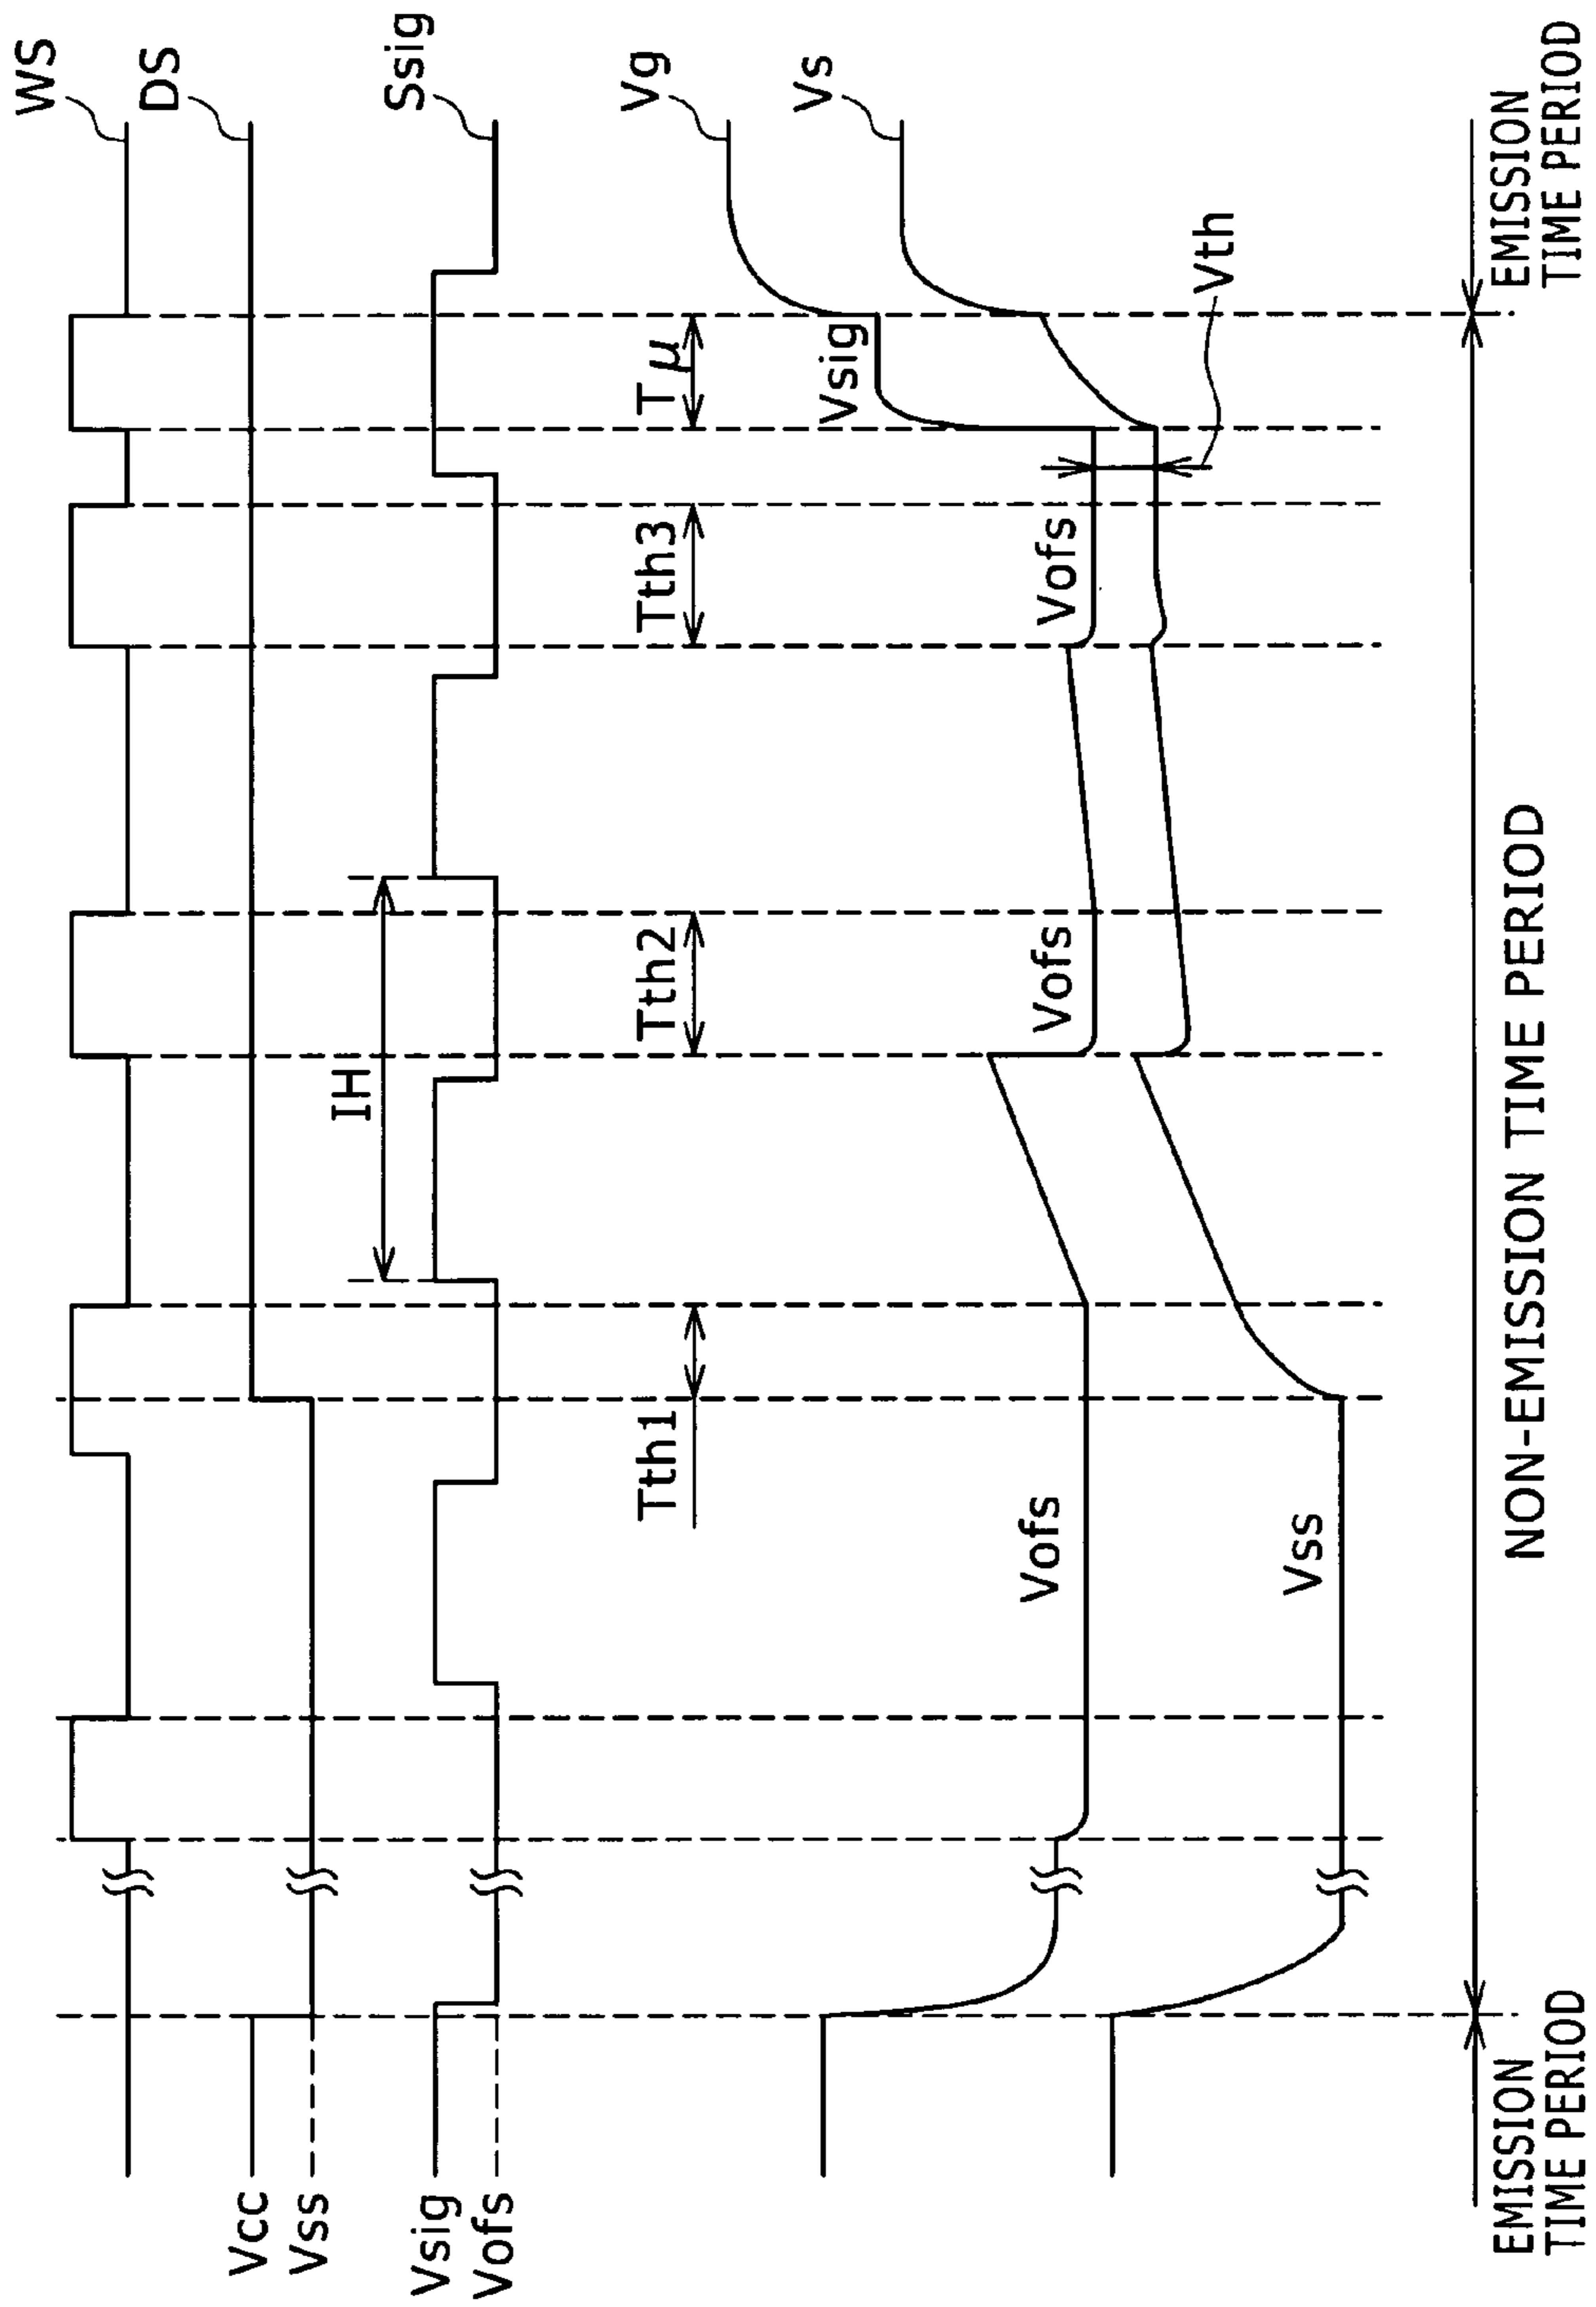 WS
DS
Vcc
Vss
Ssig
IH
Vsig
Vofs
Tth1
Tth2
Tth3
Tμ
Vg
Vsig
Vs
Vofs
Vofs
Vofs
Vth
Vss
EMISSION
TIME PERIOD
NON-EMISSION TIME PERIOD
EMISSION
TIME PERIOD